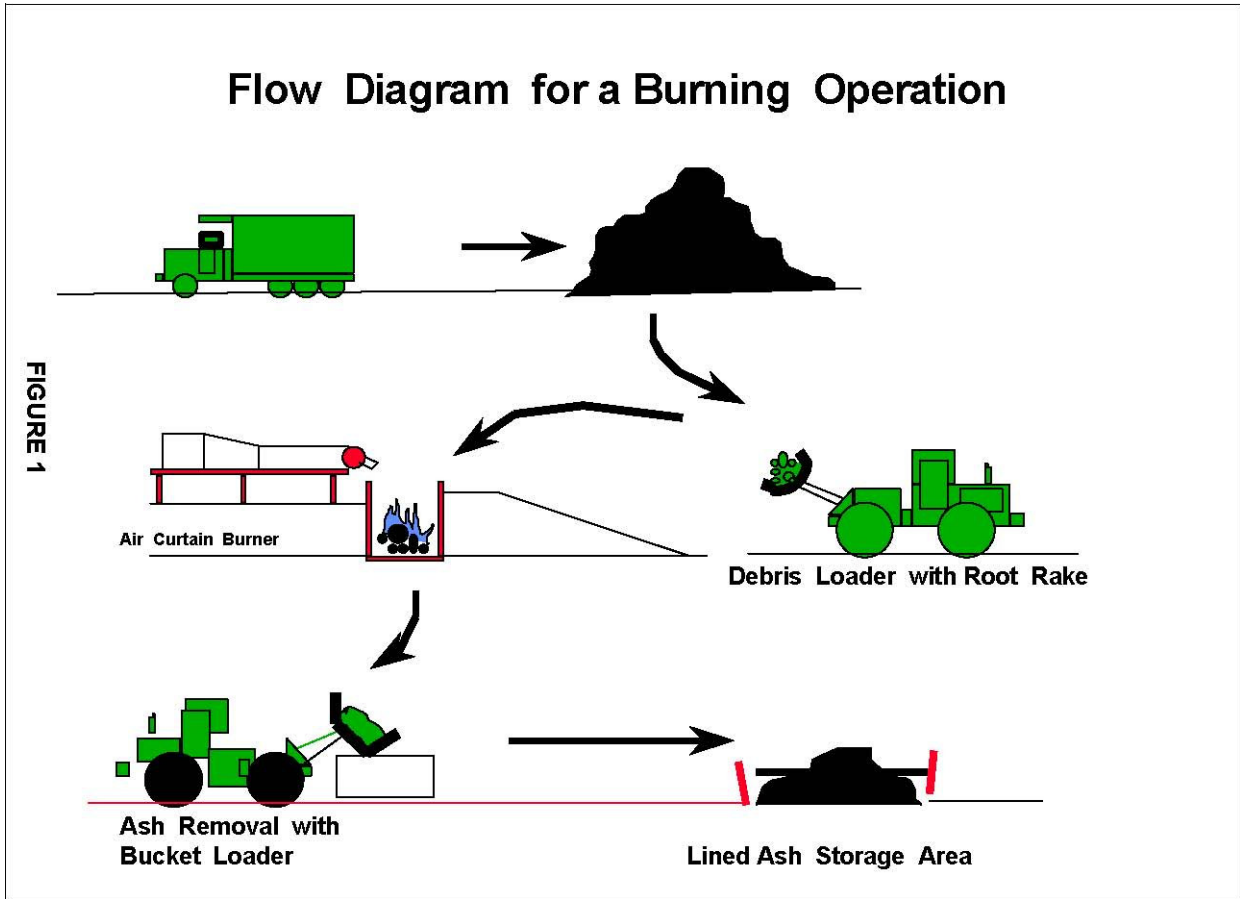 Flow Diagram for a Burning Operation
FIGURE 1
Air Curtain Burner
Debris Loader with Root Rake
Ash Removal with
Bucket Loader
Lined Ash Storage Area